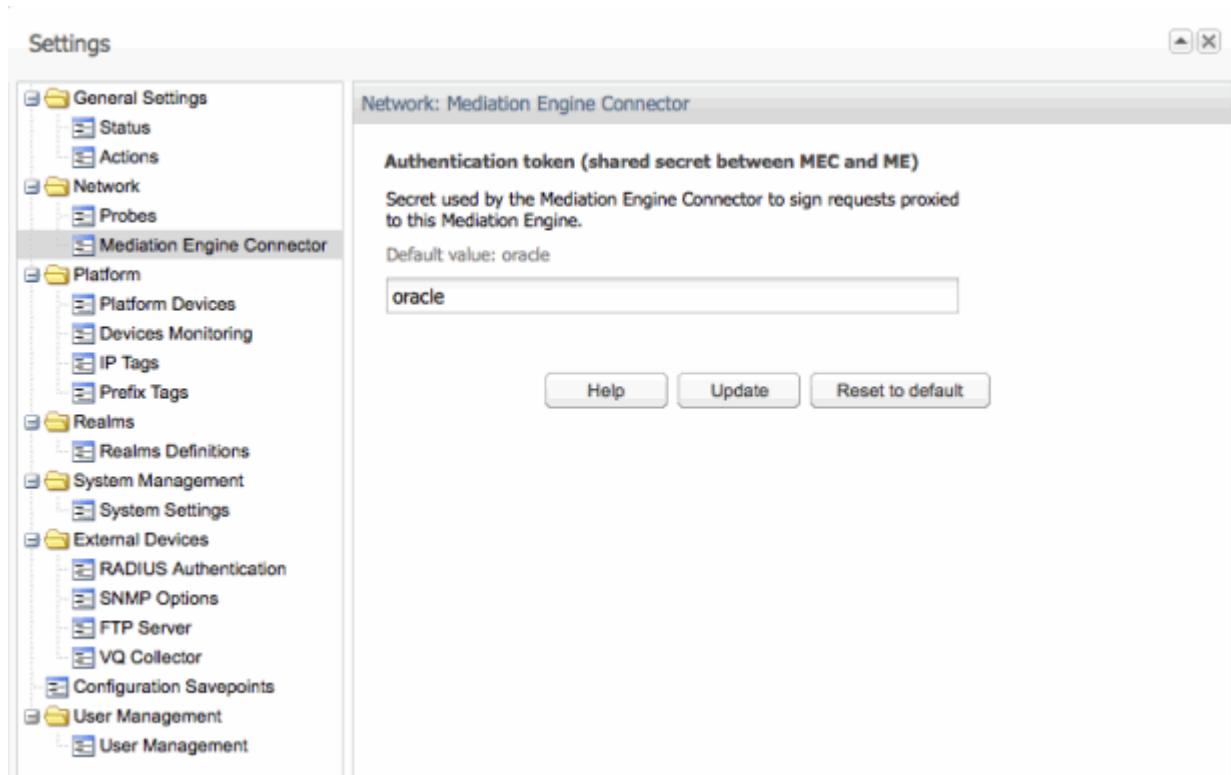 Settings
General Settings
Status
Actions
Network
Probes
Mediation Engine Connector
Platform
Platform Devices
Devices Monitoring
IP Tags
Prefix Tags
Realms
Realms Definitions
System Management
System Settings
External Devices
RADIUS Authentication
SNMP Options
FTP Server
VQ Collector
Configuration Savepoints
User Management
User Management
Network: Mediation Engine Connector
Authentication token (shared secret between MEC and ME)
Secret used by the Mediation Engine Connector to sign requests proxied
to this Mediation Engine.
Default value: oracle
oracle
Help Update Reset to default